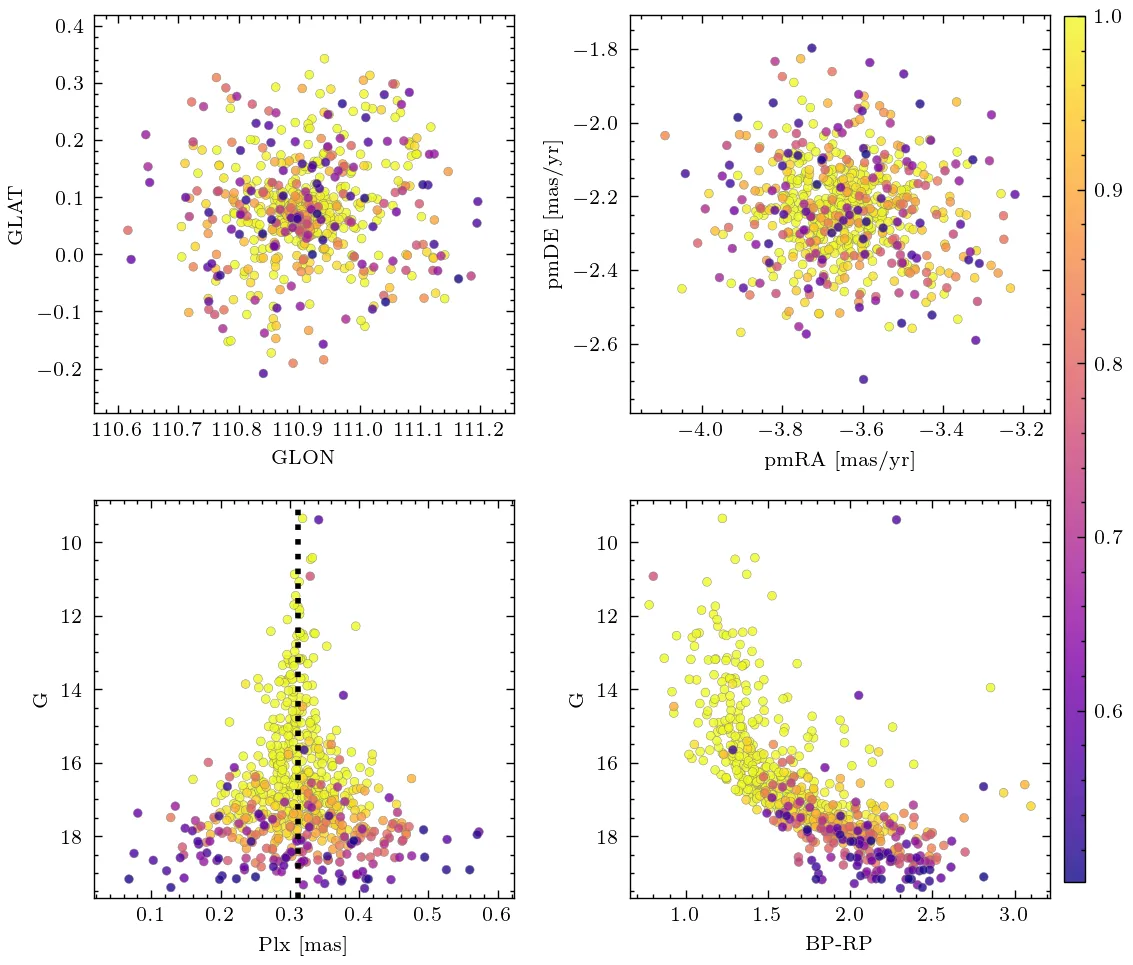 0.4
0.3
0.2
0.1
0.0
−0.1
−0.2
GLAT
110.6 110.7 110.8 110.9 111.0 111.1 111.2
GLON
−1.8
−2.0
−2.2
−2.4
−2.6
pmDE [mas/yr]
−4.0 −3.8 −3.6 −3.4 −3.2
pmRA [mas/yr]
1.0
0.9
0.8
0.7
0.6
10
12
14
16
18
G
0.1 0.2 0.3 0.4 0.5 0.6
Plx [mas]
10
12
14
16
18
G
1.0 1.5 2.0 2.5 3.0
BP-RP